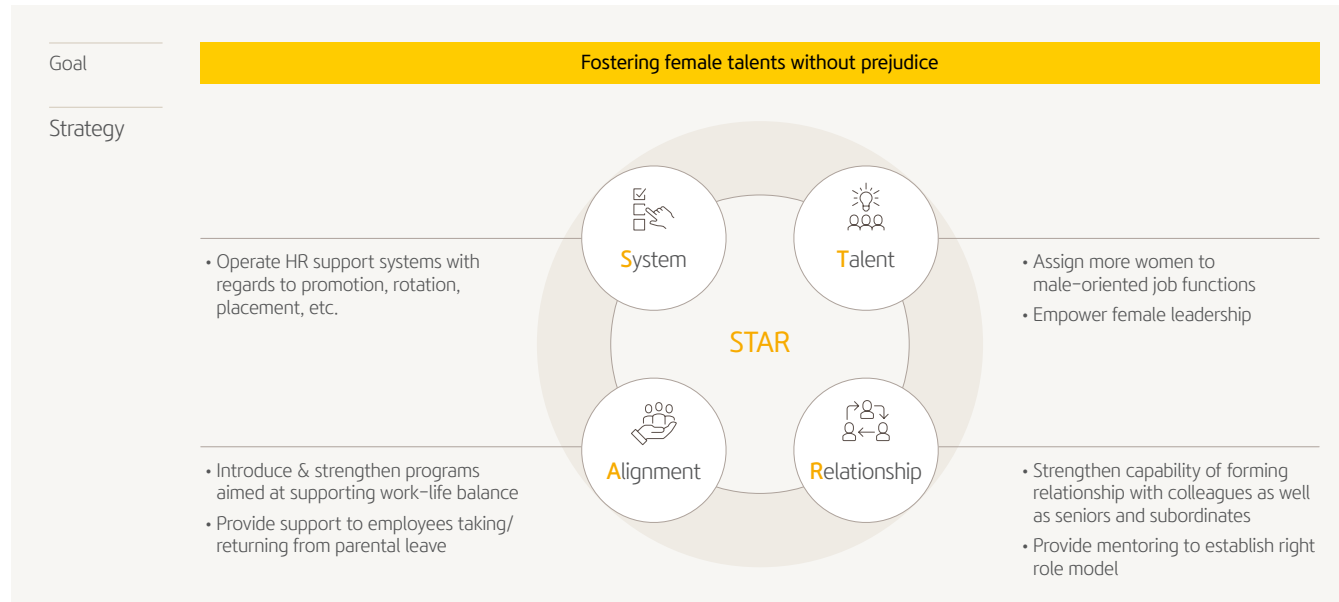 Goal
Fostering female talents without prejudice
Strategy
System
• Operate HR support systems with
regards to promotion, rotation,
placement, etc.
Talent
• Assign more women to
male-oriented job functions
• Empower female leadership
STAR
Alignment
• Introduce & strengthen programs
aimed at supporting work-life balance
• Provide support to employees taking/
returning from parental leave
Relationship
• Strengthen capability of forming
relationship with colleagues as well
as seniors and subordinates
• Provide mentoring to establish right
role model